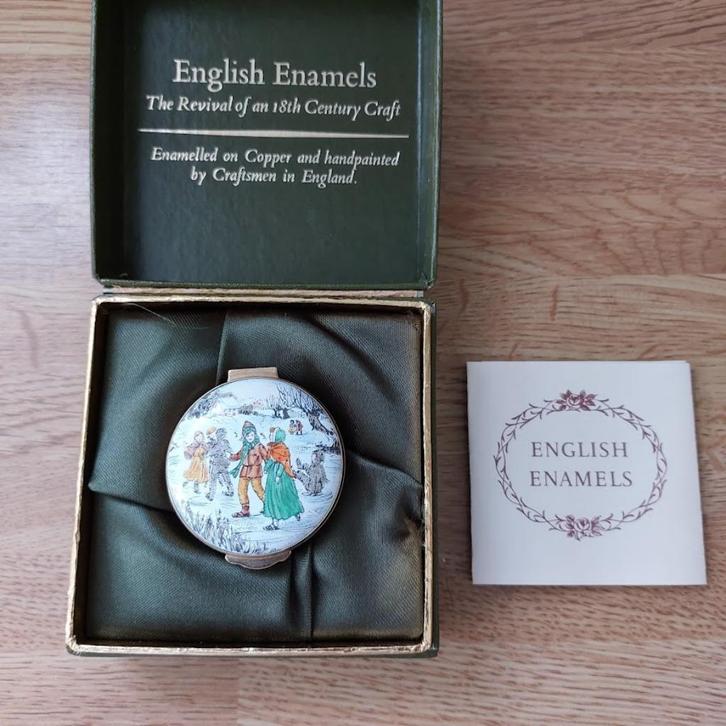 English Enamels
The Revival of an 18th Century Craft
Enamelled on Copper and handpainted
by Craftsmen in England.
ENGLISH
ENAMELS